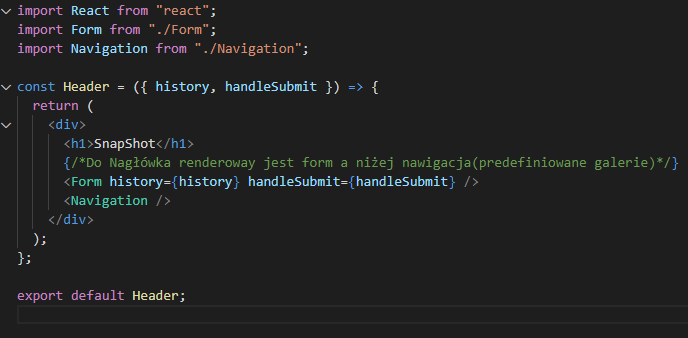 import React from "react";
import Form from "./Form";
import Navigation from "./Navigation";
const Header = ({ history, handleSubmit }) => {
return (
<div>
<h1>SnapShot</h1>
{/*Do Nagłówka renderoway jest form a niżej nawigacja(predefiniowane galerie)*/}
<Form history={history} handleSubmit={handleSubmit} />
<Navigation />
</div>
);
};
export default Header;